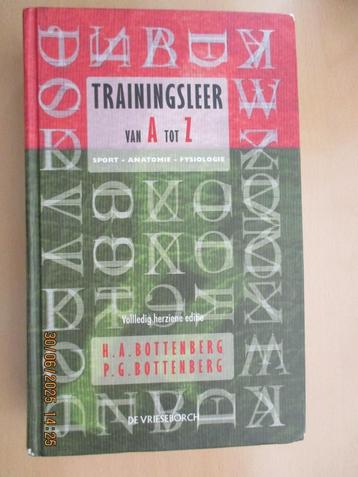 TRAININGSLEER
VAN A TOT Z
SPORT - ANATOMIE - FYSIOLOGIE
Volledig herziene editie
H. A. BOTTENBERG
P. G. BOTTENBERG
DE VRIESEBORCH
30/06/2025 14:25